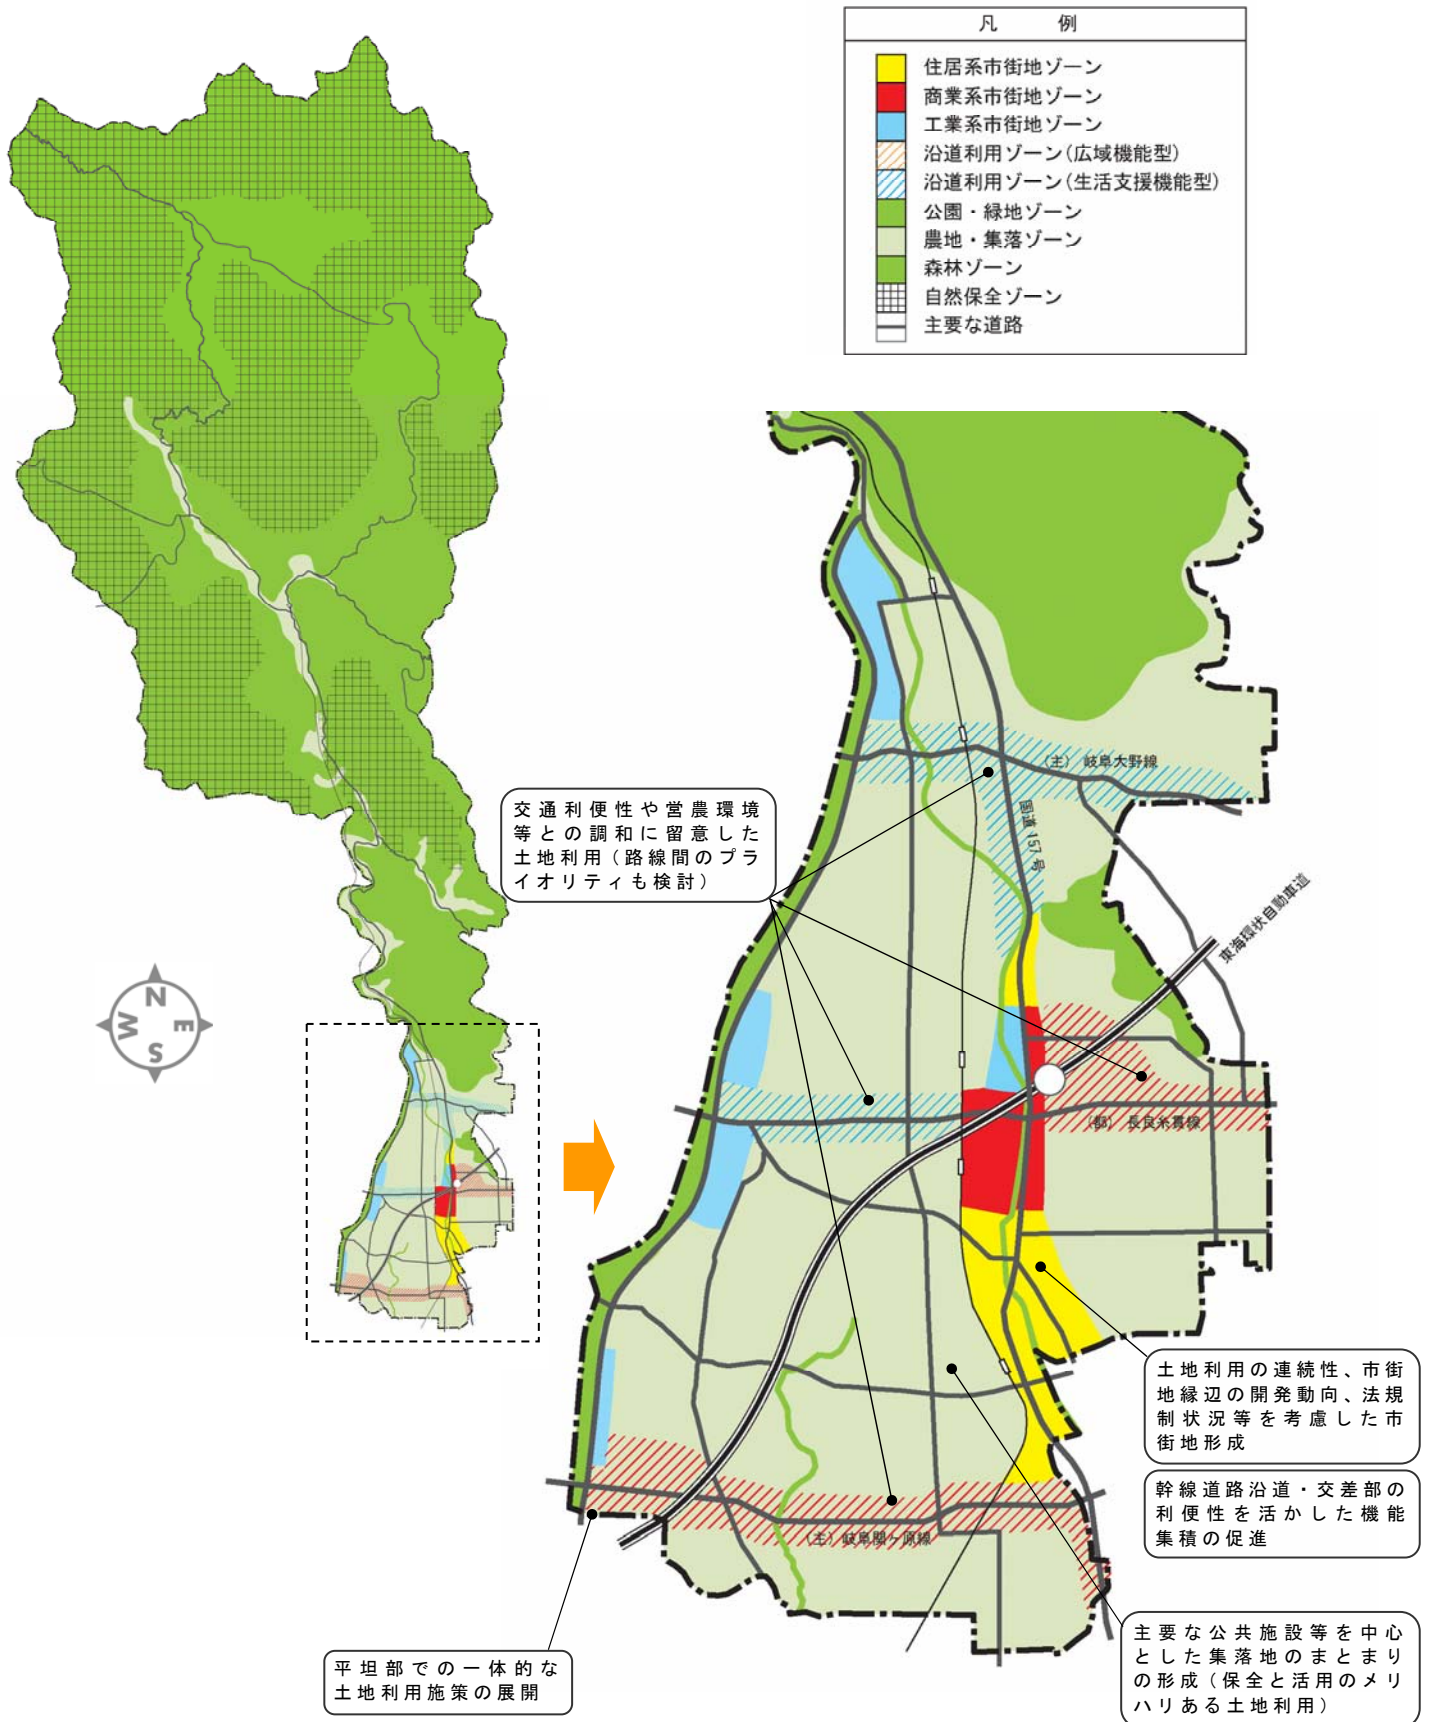 凡　例
住居系市街地ゾーン
商業系市街地ゾーン
工業系市街地ゾーン
沿道利用ゾーン(広域機能型)
沿道利用ゾーン(生活支援機能型)
公園・緑地ゾーン
農地・集落ゾーン
森林ゾーン
自然保全ゾーン
主要な道路
(主) 岐阜大野線
国道157号
交通利便性や営農環境
等との調和に留意した
土地利用（路線間のプラ
イオリティも検討）
東海環状自動車道
N
W E
S
(都) 長良糸貫線
土地利用の連続性、市街
地縁辺の開発動向、法規
制状況等を考慮した市
街地形成
幹線道路沿道・交差部の
利便性を活かした機能
集積の促進
(主) 岐阜関ヶ原線
主要な公共施設等を中心
とした集落地のまとまり
の形成（保全と活用のメリ
ハリある土地利用）
平坦部での一体的な
土地利用施策の展開